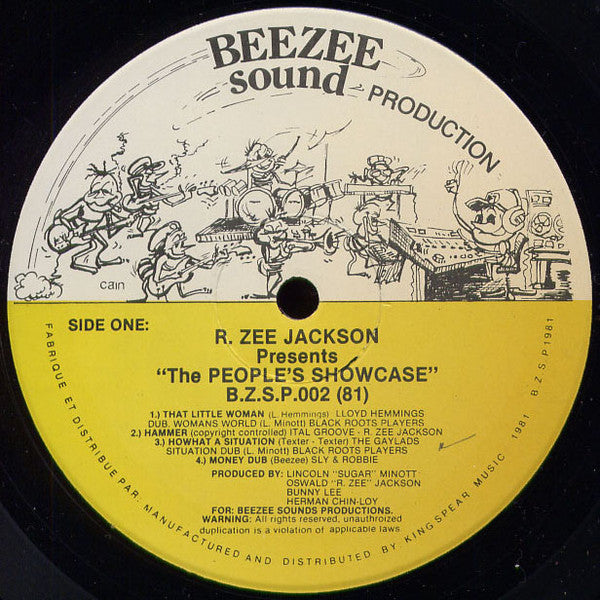 BEEZEE
sound PRODUCTION
cain
SIDE ONE:
R. ZEE JACKSON
Presents
"The PEOPLE'S SHOWCASE"
B.Z.S.P.002 (81)
1.) THAT LITTLE WOMAN (L. Hemmings) LLOYD HEMMINGS
DUB. WOMANS WORLD (L. Minott) BLACK ROOTS PLAYERS
2.) HAMMER (copyright controlled) ITAL GROOVE - R. ZEE JACKSON
3.) HOWHAT A SITUATION (Texter - Texter) THE GAYLADS
SITUATION DUB (L. Minott) BLACK ROOTS PLAYERS
4.) MONEY DUB (Beezee) SLY & ROBBIE
PRODUCED BY: LINCOLN "SUGAR" MINOTT
OSWALD "R. ZEE" JACKSON
BUNNY LEE
HERMAN CHIN-LOY
FOR: BEEZEE SOUNDS PRODUCTIONS.
WARNING: All rights reserved, unauthroized
duplication is a violation of applicable laws.
FABRIQUE ET DISTRIBUE PAR: MANUFACTURED AND DISTRIBUTED BY KINGSPEAR MUSIC 1981 B.Z.S.P 1981